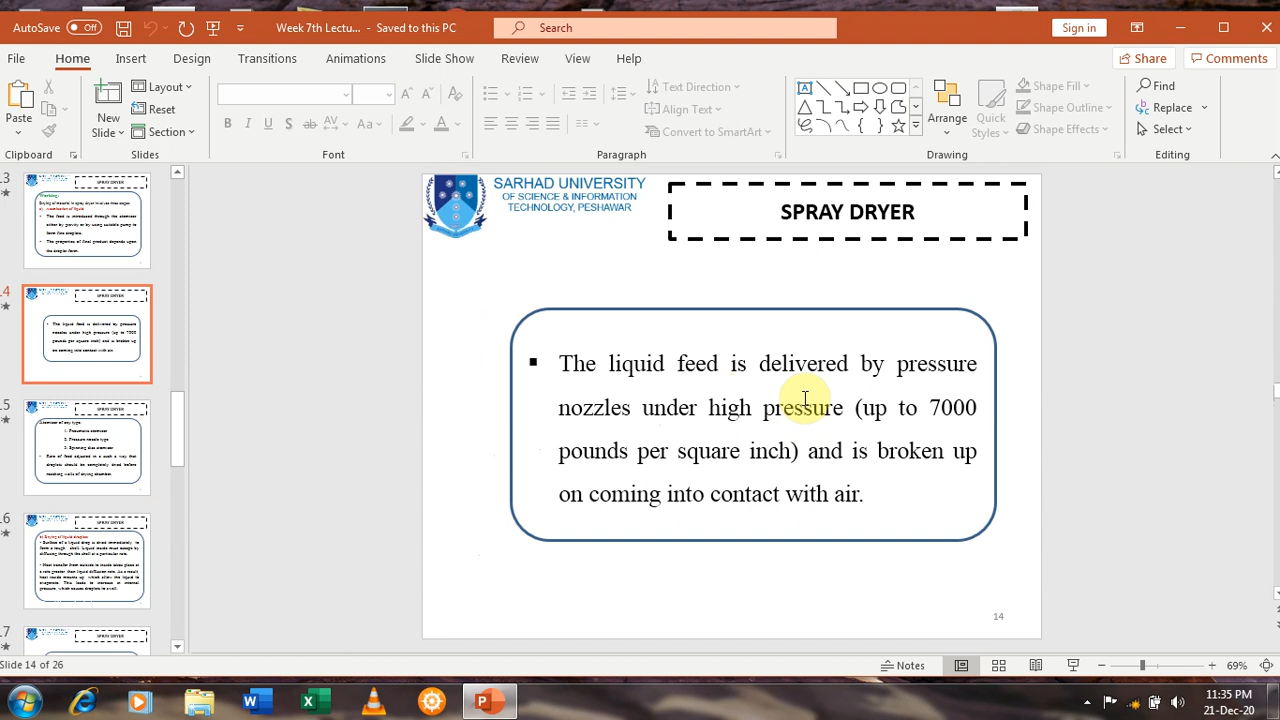 AutoSave Off Week 7th Lectu... - Saved to this PC Search Sign in
File Home Insert Draw Design Transitions Animations Slide Show Review View Help Share Comments
Paste
New Slide
Layout
Reset
Section
Text Direction
Align Text
Convert to SmartArt
Arrange
Quick Styles
Shape Fill
Shape Outline
Shape Effects
Find
Replace
Select
Clipboard Slides Font Paragraph Drawing Editing
SARHAD UNIVERSITY
OF SCIENCE & INFORMATION
TECHNOLOGY, PESHAWAR
SPRAY DRYER
▪ The liquid feed is delivered by pressure
nozzles under high pressure (up to 7000
pounds per square inch) and is broken up
on coming into contact with air.
14
Slide 14 of 26 Notes 69%
11:35 PM
21-Dec-20